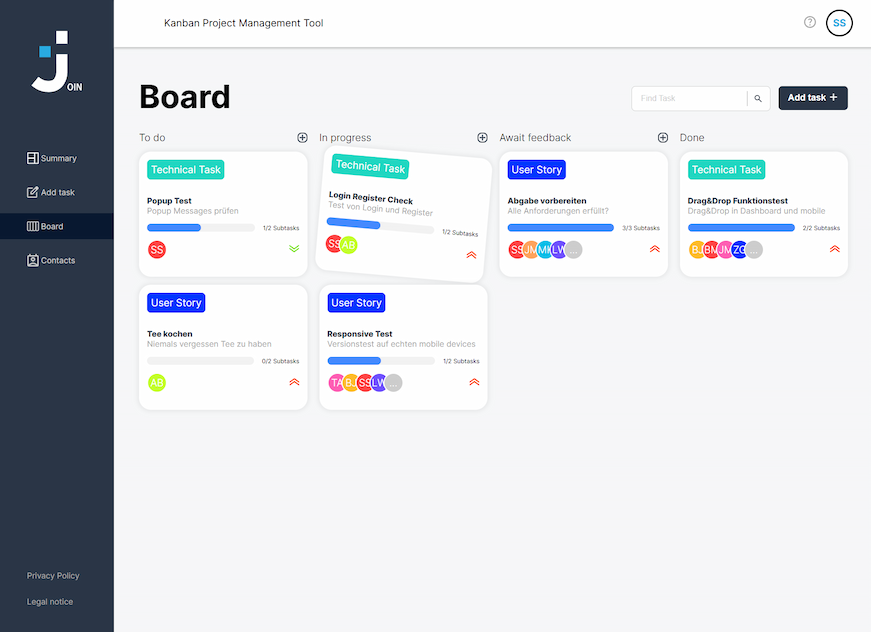 Kanban Project Management Tool
SS
JOIN
Summary
Add task
Board
Contacts
Privacy Policy
Legal notice
Board
Find Task
Add task +
To do
Technical Task
Popup Test
Popup Messages prüfen
1/2 Subtasks
SS
User Story
Tee kochen
Niemals vergessen Tee zu haben
0/2 Subtasks
AB
In progress
Technical Task
Login Register Check
Test von Login und Register
1/2 Subtasks
SS AB
User Story
Responsive Test
Versionstest auf echten mobile devices
1/2 Subtasks
TA BJ SS LW ...
Await feedback
User Story
Abgabe vorbereiten
Alle Anforderungen erfüllt?
3/3 Subtasks
SS JM MK LW ...
Done
Technical Task
Drag&Drop Funktionstest
Drag&Drop in Dashboard und mobile
2/2 Subtasks
BJ BM JM ...